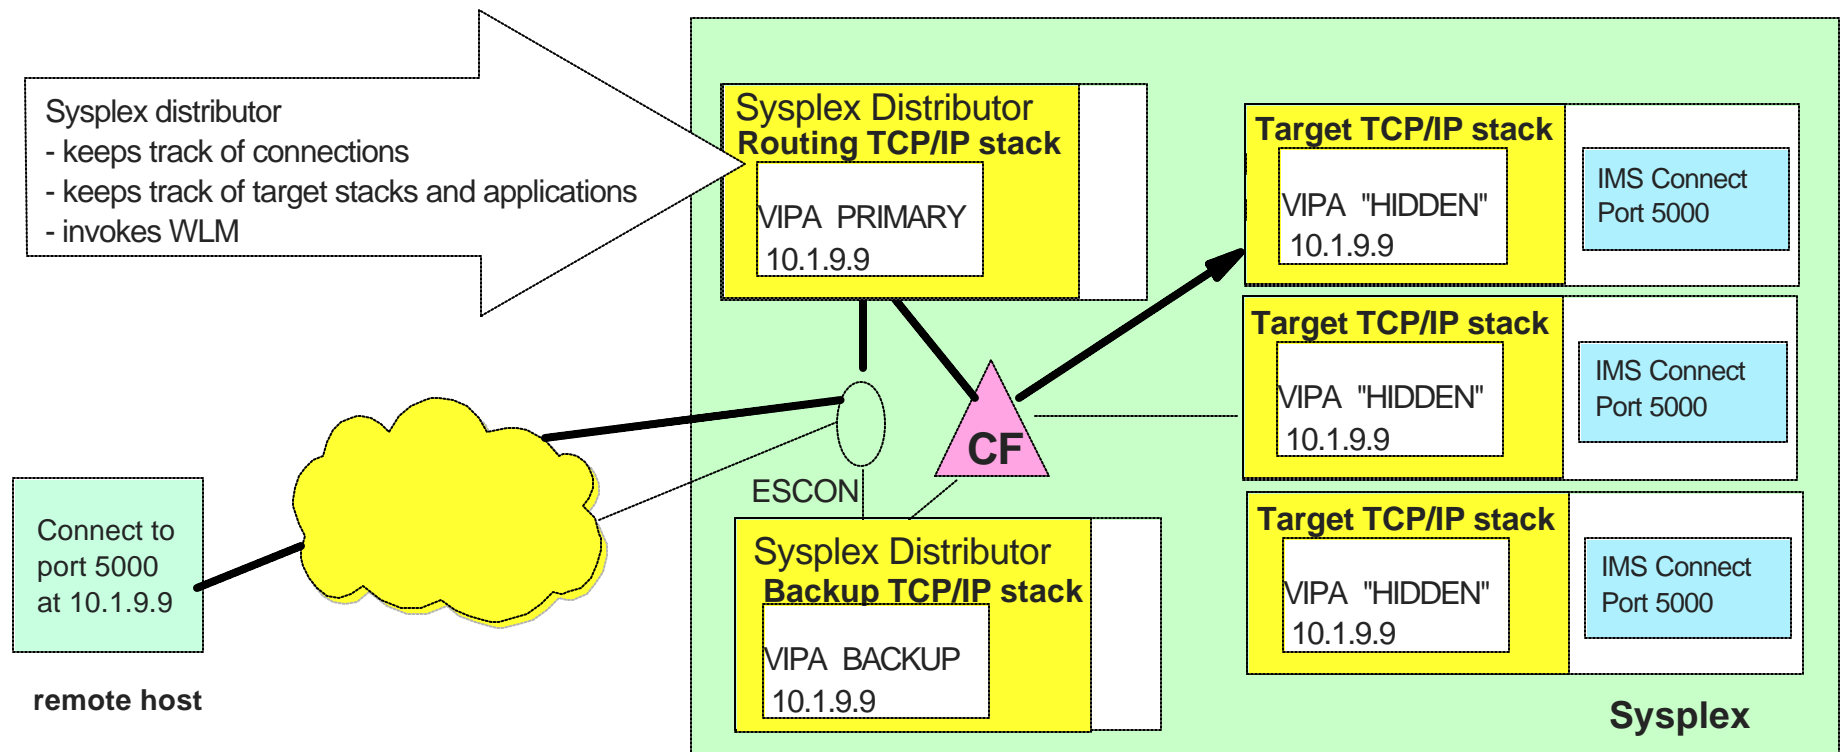 Sysplex distributor
- keeps track of connections
- keeps track of target stacks and applications
- invokes WLM
Sysplex Distributor
Routing TCP/IP stack
VIPA PRIMARY
10.1.9.9
Target TCP/IP stack
VIPA "HIDDEN"
10.1.9.9
IMS Connect
Port 5000
Target TCP/IP stack
VIPA "HIDDEN"
10.1.9.9
IMS Connect
Port 5000
CF
ESCON
Connect to
port 5000
at 10.1.9.9
remote host
Sysplex Distributor
Backup TCP/IP stack
VIPA BACKUP
10.1.9.9
Target TCP/IP stack
VIPA "HIDDEN"
10.1.9.9
IMS Connect
Port 5000
Sysplex